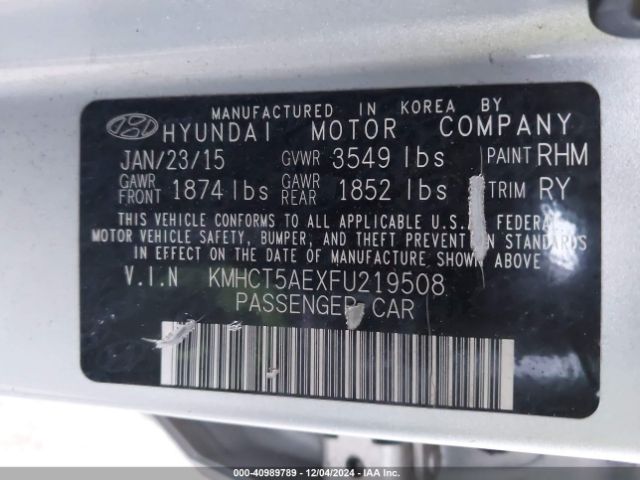 MANUFACTURED IN KOREA BY
HYUNDAI MOTOR COMPANY
JAN/23/15 GVWR 3549 lbs PAINT RHM
GAWR FRONT 1874 lbs GAWR REAR 1852 lbs TRIM RY
THIS VEHICLE CONFORMS TO ALL APPLICABLE U.S.A. FEDERAL
MOTOR VEHICLE SAFETY, BUMPER, AND THEFT PREVENTION STANDARDS
IN EFFECT ON THE DATE OF MANUFACTURE SHOWN ABOVE.
V.I.N KMHCT5AEXFU219508
PASSENGER CAR
000-40989789 - 12/04/2024 - IAA Inc.